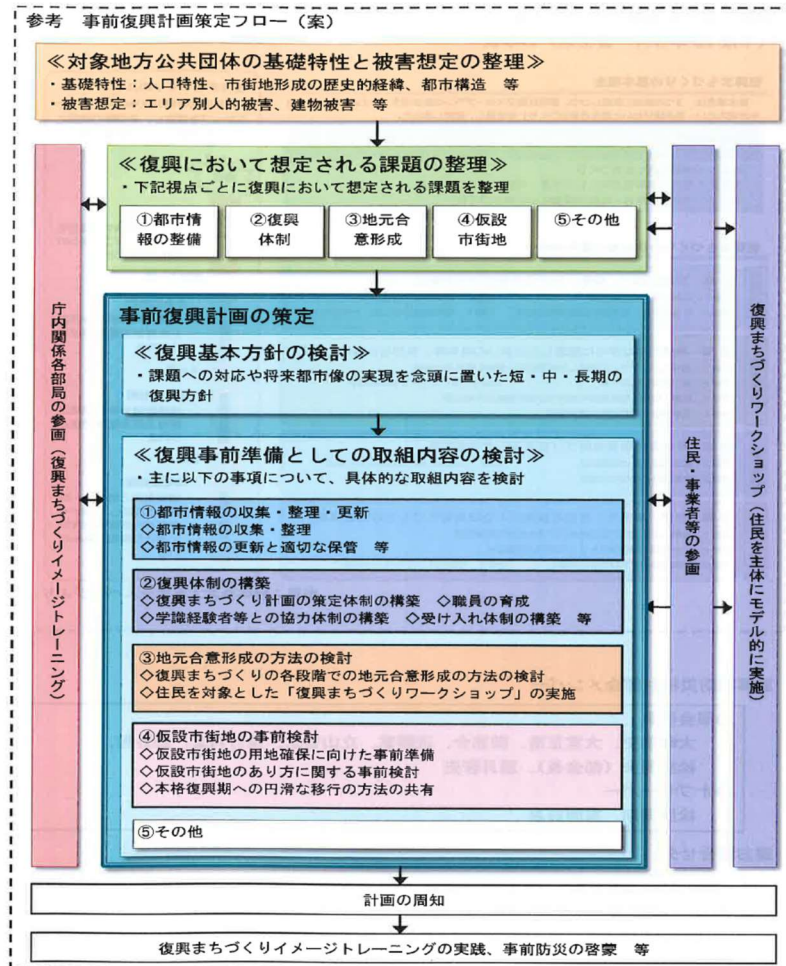 参考　事前復興計画策定フロー（案）
≪対象地方公共団体の基礎特性と被害想定の整理≫
・基礎特性：人口特性、市街地形成の歴史的経緯、都市構造　等
・被害想定：エリア別人的被害、建物被害　等
≪復興において想定される課題の整理≫
・下記視点ごとに復興において想定される課題を整理
①都市情
報の整備
②復興
体制
③地元合
意形成
④仮設
市街地
⑤その他
事前復興計画の策定
≪復興基本方針の検討≫
・課題への対応や将来都市像の実現を念頭に置いた短・中・長期の
復興方針
≪復興事前準備としての取組内容の検討≫
・主に以下の事項について、具体的な取組内容を検討
①都市情報の収集・整理・更新
◇都市情報の収集・整理
◇都市情報の更新と適切な保管　等
②復興体制の構築
◇復興まちづくり計画の策定体制の構築　◇職員の育成
◇学識経験者等との協力体制の構築　◇受け入れ体制の構築　等
③地元合意形成の方法の検討
◇復興まちづくりの各段階での地元合意形成の方法の検討
◇住民を対象とした「復興まちづくりワークショップ」の実施
④仮設市街地の事前検討
◇仮設市街地の用地確保に向けた事前準備
◇仮設市街地のあり方に関する事前検討
◇本格復興期への円滑な移行の方法の共有
⑤その他
庁内関係各部局の参画（復興まちづくりイメージトレーニング）
住民・事業者等の参画
復興まちづくりワークショップ（住民を主体にモデル的に実施）
計画の周知
復興まちづくりイメージトレーニングの実践、事前防災の啓蒙　等